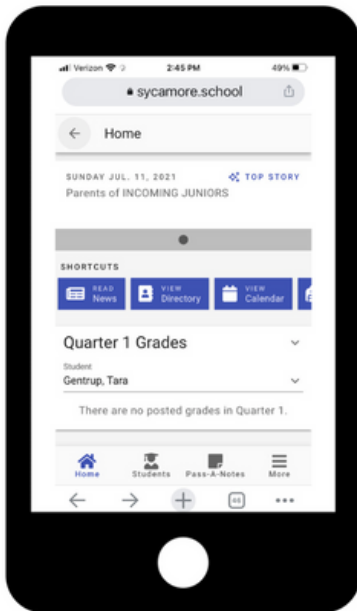 Verizon 2:45 PM 49%
sycamore.school
Home
SUNDAY JUL. 11, 2021 TOP STORY
Parents of INCOMING JUNIORS
SHORTCUTS
READ News VIEW Directory VIEW Calendar
Quarter 1 Grades
Student
Gentrup, Tara
There are no posted grades in Quarter 1.
Home Students Pass-A-Notes More